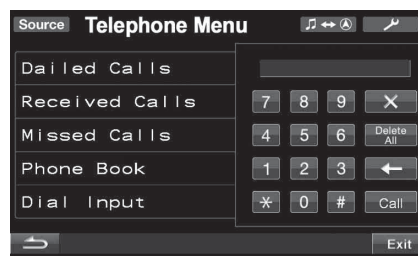 Source Telephone Menu
Dailed Calls
Received Calls
7 8 9 X
Missed Calls
4 5 6 Delete All
Phone Book
1 2 3
Dial Input
* 0 # Call
Exit